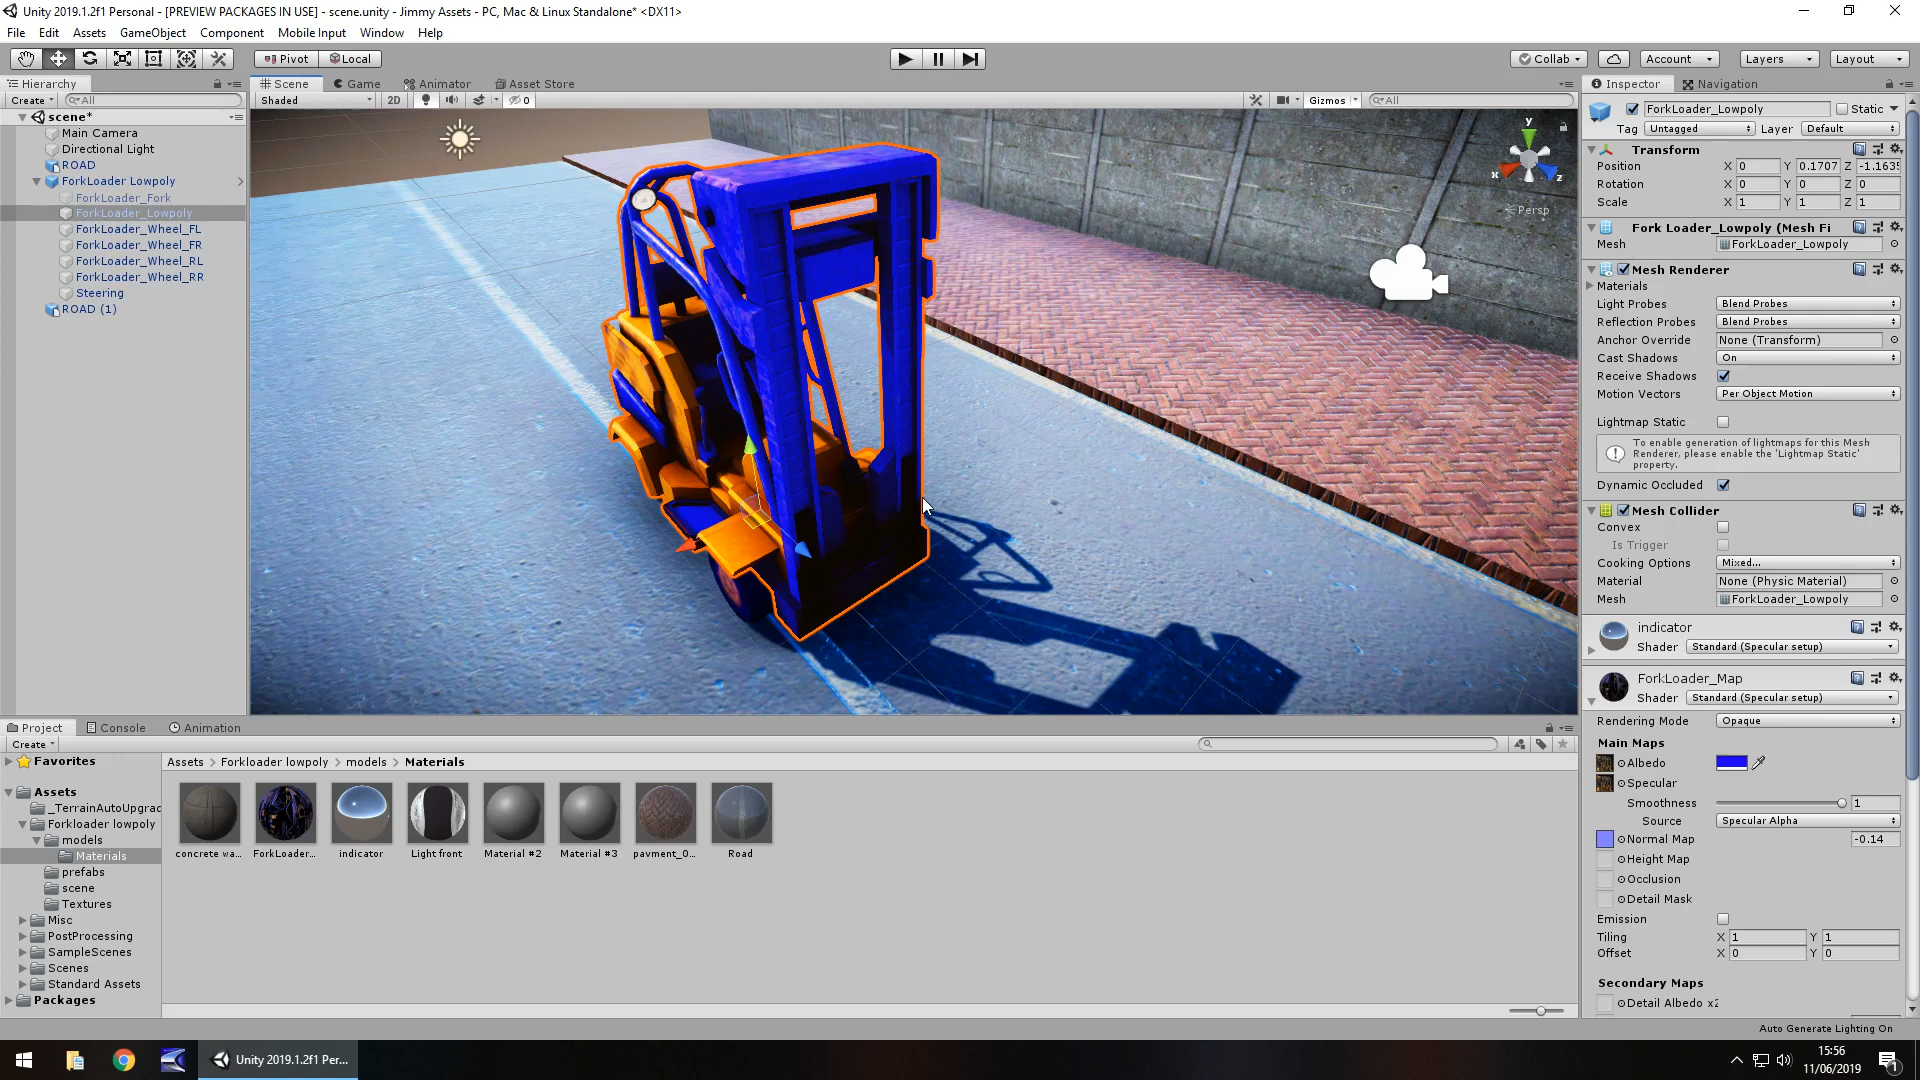 Unity 2019.1.2f1 Personal - [PREVIEW PACKAGES IN USE] - scene.unity - Jimmy Assets - PC, Mac & Linux Standalone* <DX11>
File Edit Assets GameObject Component Mobile Input Window Help
Pivot Local Collab Account Layers Layout
Hierarchy Scene Game Animator Asset Store Inspector Navigation
Create All Shaded 2D 0 Gizmos All
scene*
Main Camera
Directional Light
ROAD
ForkLoader Lowpoly
ForkLoader_Fork
ForkLoader_Lowpoly
ForkLoader_Wheel_FL
ForkLoader_Wheel_FR
ForkLoader_Wheel_RL
ForkLoader_Wheel_RR
Steering
ROAD (1)
y
x
z
Persp
ForkLoader_Lowpoly Static
Tag Untagged Layer Default
Transform
Position X 0 Y 0.1707 Z -1.1635
Rotation X 0 Y 0 Z 0
Scale X 1 Y 1 Z 1
Fork Loader_Lowpoly (Mesh Fi
Mesh ForkLoader_Lowpoly
Mesh Renderer
Materials
Light Probes Blend Probes
Reflection Probes Blend Probes
Anchor Override None (Transform)
Cast Shadows On
Receive Shadows
Motion Vectors Per Object Motion
Lightmap Static
To enable generation of lightmaps for this Mesh
Renderer, please enable the 'Lightmap Static'
property.
Dynamic Occluded
Mesh Collider
Convex
Is Trigger
Cooking Options Mixed...
Material None (Physic Material)
Mesh ForkLoader_Lowpoly
indicator
Shader Standard (Specular setup)
ForkLoader_Map
Shader Standard (Specular setup)
Rendering Mode Opaque
Main Maps
Albedo
Specular
Smoothness 1
Source Specular Alpha
Normal Map -0.14
Height Map
Occlusion
Detail Mask
Emission
Tiling X 1 Y 1
Offset X 0 Y 0
Secondary Maps
Detail Albedo x2
Project Console Animation
Create
Favorites
Assets
_TerrainAutoUpgrac
Forkloader lowpoly
models
Materials
prefabs
scene
Textures
Misc
PostProcessing
SampleScenes
Scenes
Standard Assets
Packages
Assets > Forkloader lowpoly > models > Materials
concrete wa... ForkLoader... indicator Light front Material #2 Material #3 pavment_0... Road
Auto Generate Lighting On
Unity 2019.1.2f1 Per...
15:56
11/06/2019
1